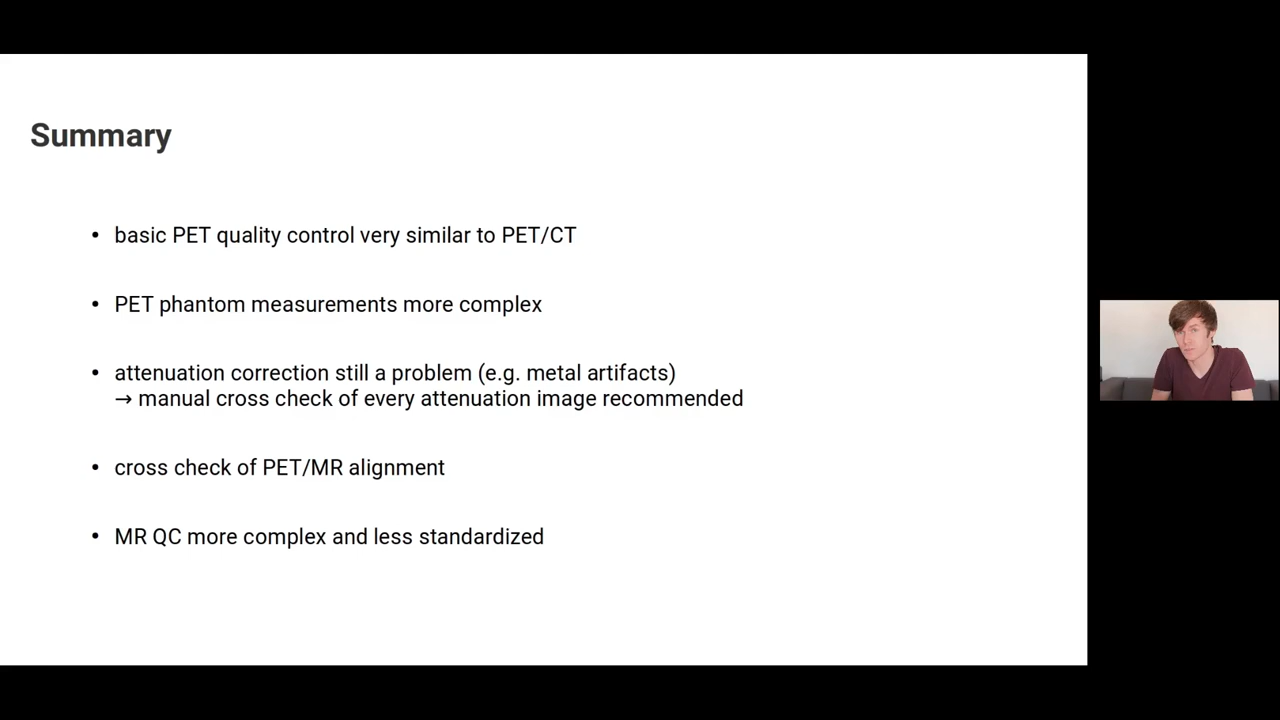 Summary
• basic PET quality control very similar to PET/CT
• PET phantom measurements more complex
• attenuation correction still a problem (e.g. metal artifacts)
→ manual cross check of every attenuation image recommended
• cross check of PET/MR alignment
• MR QC more complex and less standardized